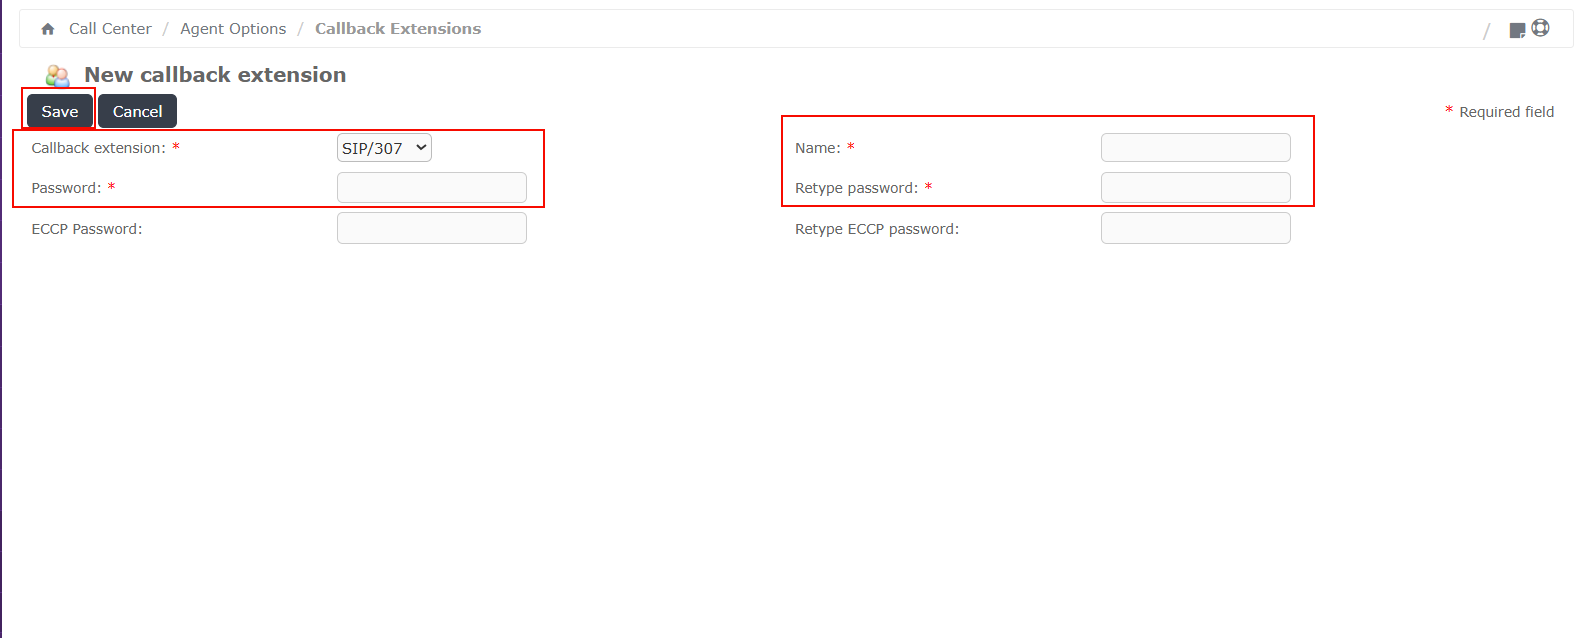 Call Center / Agent Options / Callback Extensions /
New callback extension
Save Cancel * Required field
Callback extension: * SIP/307 Name: *
Password: * Retype password: *
ECCP Password: Retype ECCP password: